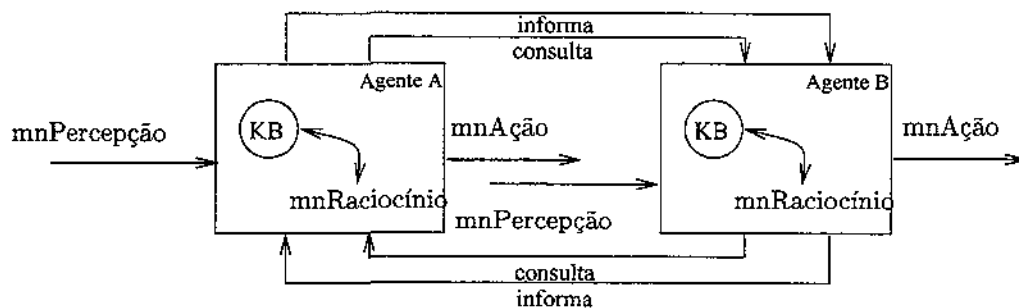 informa
consulta
Agente A
Agente B
KB
KB
mnPercepção
mnAção
mnAção
mnRaciocínio
mnRaciocínio
mnPercepção
consulta
informa